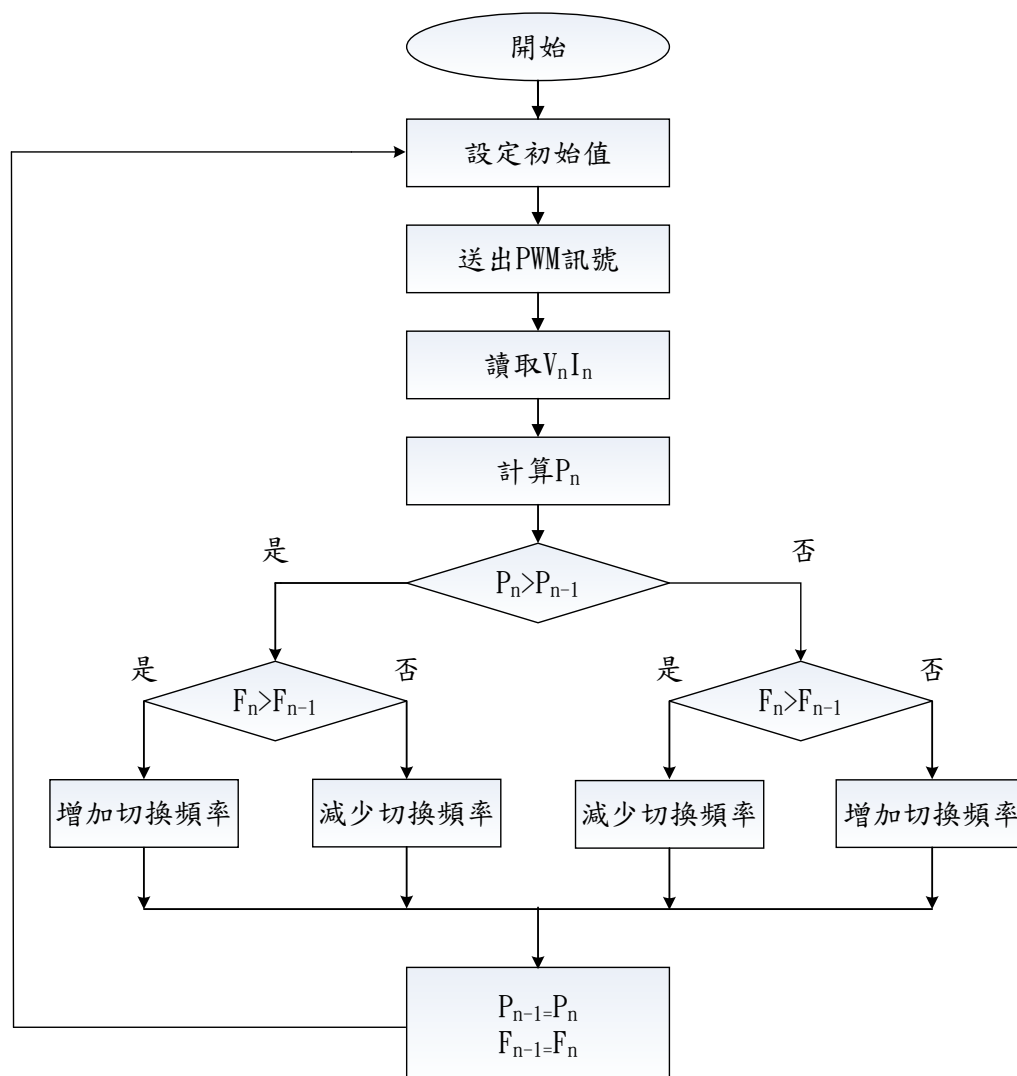 開始
設定初始值
送出PWM訊號
讀取VₙIₙ
計算Pₙ
是
否
Pₙ>Pₙ₋₁
是
否
是
否
Fₙ>Fₙ₋₁
Fₙ>Fₙ₋₁
增加切換頻率
減少切換頻率
減少切換頻率
增加切換頻率
Pₙ₋₁=Pₙ
Fₙ₋₁=Fₙ